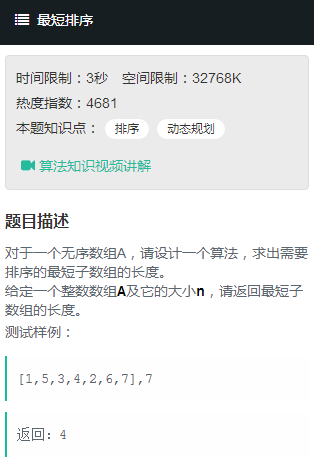 最短排序
时间限制：3秒 空间限制：32768K
热度指数：4681
本题知识点： 排序 动态规划
算法知识视频讲解
题目描述
对于一个无序数组A，请设计一个算法，求出需要
排序的最短子数组的长度。
给定一个整数数组A及它的大小n，请返回最短子
数组的长度。
测试样例：
[1,5,3,4,2,6,7],7
返回：4